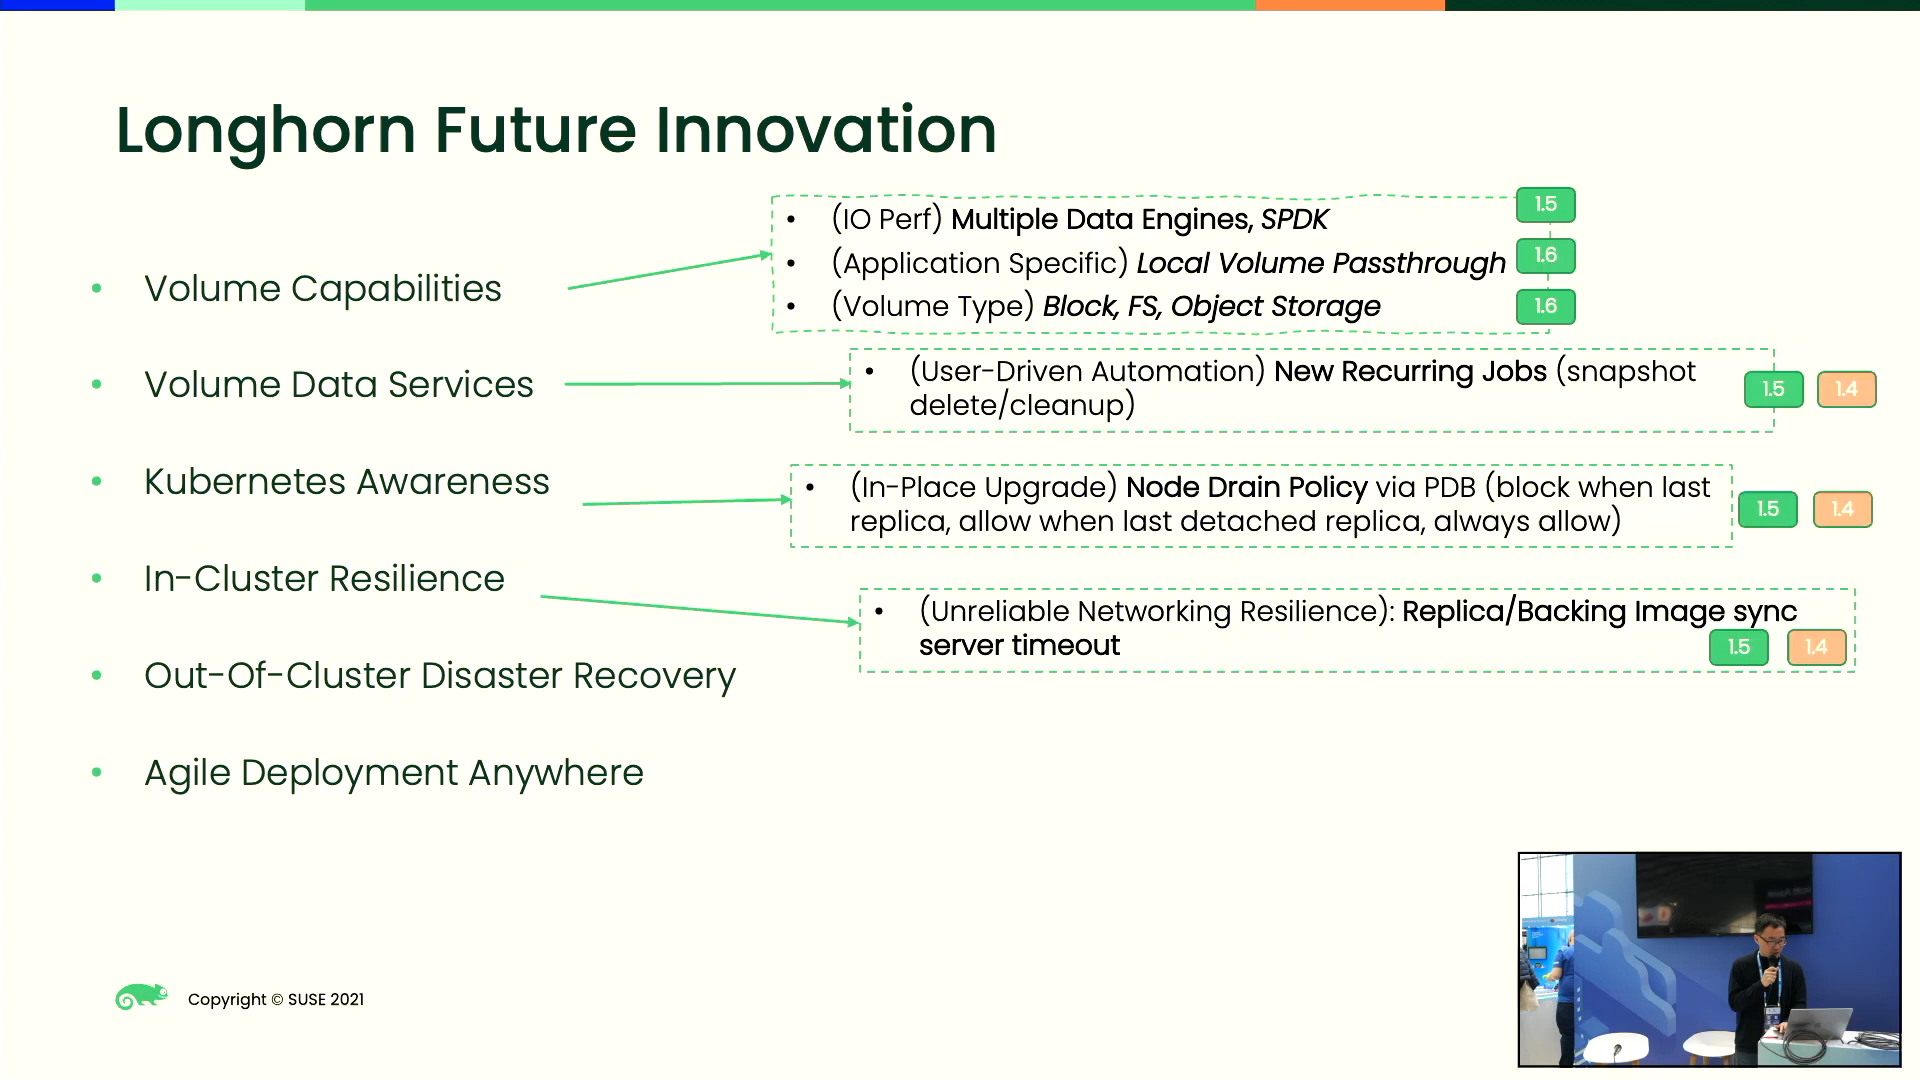 Longhorn Future Innovation
• Volume Capabilities
• (IO Perf) Multiple Data Engines, SPDK 1.5
• (Application Specific) Local Volume Passthrough 1.6
• (Volume Type) Block, FS, Object Storage 1.6
• Volume Data Services
• (User-Driven Automation) New Recurring Jobs (snapshot
delete/cleanup) 1.5 1.4
• Kubernetes Awareness
• (In-Place Upgrade) Node Drain Policy via PDB (block when last
replica, allow when last detached replica, always allow) 1.5 1.4
• In-Cluster Resilience
• (Unreliable Networking Resilience): Replica/Backing Image sync
server timeout 1.5 1.4
• Out-Of-Cluster Disaster Recovery
• Agile Deployment Anywhere
Copyright © SUSE 2021